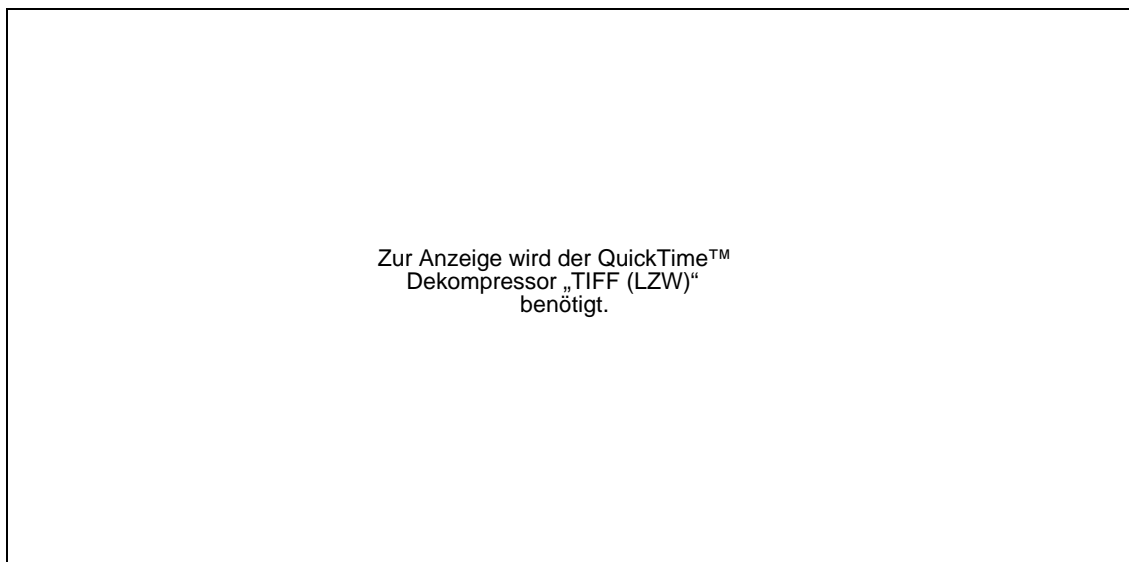 Zur Anzeige wird der QuickTime™
Dekompressor „TIFF (LZW)“
benötigt.